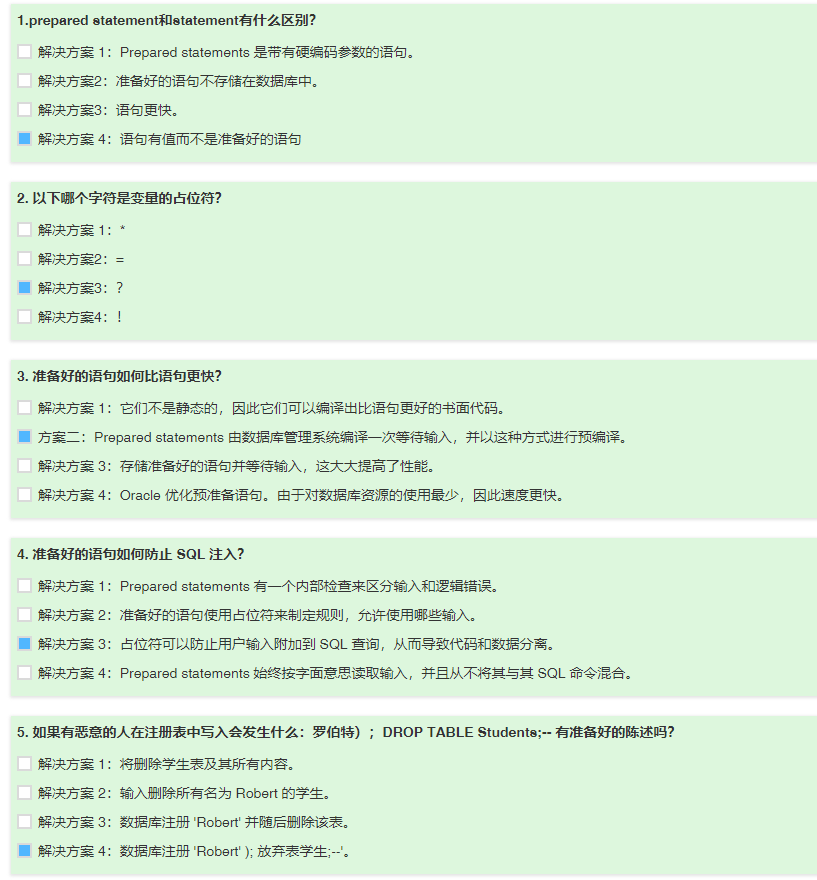 1.prepared statement和statement有什么区别？
解决方案 1：Prepared statements 是带有硬编码参数的语句。
解决方案2：准备好的语句不存储在数据库中。
解决方案3：语句更快。
解决方案 4：语句有值而不是准备好的语句
2. 以下哪个字符是变量的占位符？
解决方案 1：*
解决方案2：=
解决方案3：？
解决方案4：！
3. 准备好的语句如何比语句更快？
解决方案 1：它们不是静态的，因此它们可以编译出比语句更好的书面代码。
方案二：Prepared statements 由数据库管理系统编译一次等待输入，并以这种方式进行预编译。
解决方案 3：存储准备好的语句并等待输入，这大大提高了性能。
解决方案 4：Oracle 优化预准备语句。由于对数据库资源的使用最少，因此速度更快。
4. 准备好的语句如何防止 SQL 注入？
解决方案 1：Prepared statements 有一个内部检查来区分输入和逻辑错误。
解决方案 2：准备好的语句使用占位符来制定规则，允许使用哪些输入。
解决方案 3：占位符可以防止用户输入附加到 SQL 查询，从而导致代码和数据分离。
解决方案 4：Prepared statements 始终按字面意思读取输入，并且从不将其与其 SQL 命令混合。
5. 如果有恶意的人在注册表中写入会发生什么：罗伯特）；DROP TABLE Students;-- 有准备好的陈述吗？
解决方案 1：将删除学生表及其所有内容。
解决方案 2：输入删除所有名为 Robert 的学生。
解决方案 3：数据库注册 'Robert' 并随后删除该表。
解决方案 4：数据库注册 'Robert' ); 放弃表学生;--'。